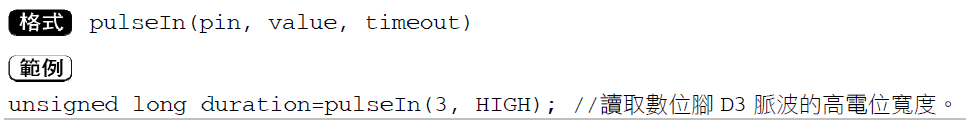 格式 pulseIn(pin, value, timeout)
範例
unsigned long duration=pulseIn(3, HIGH); //讀取數位腳 D3 脈波的高電位寬度。